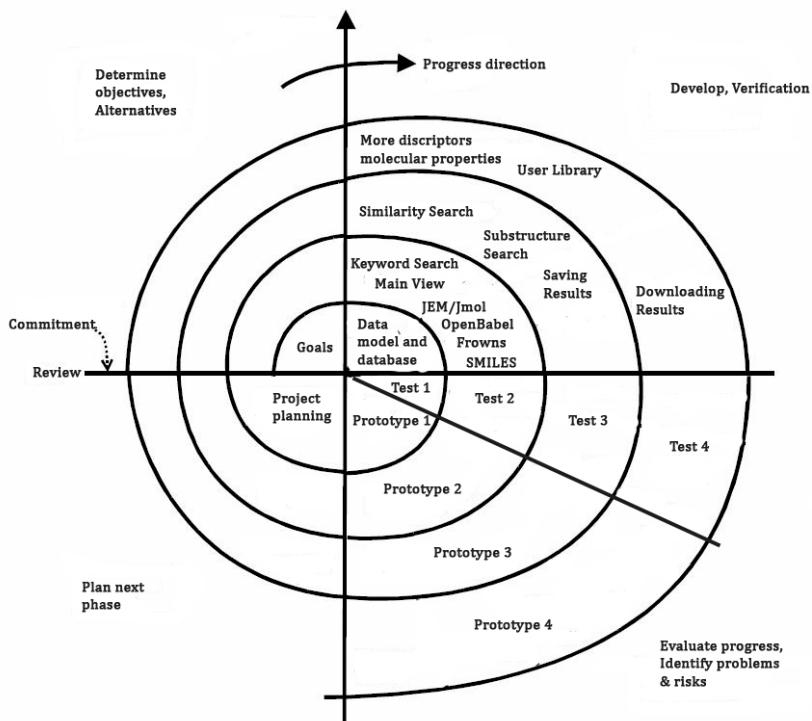 Determine
objectives,
Alternatives
Progress direction
Develop, Verification
More discriptors
molecular properties
User Library
Similarity Search
Substructure
Search
Keyword Search
Main View
Saving
Results
Downloading
Results
JEM/Jmol
OpenBabel
Frowns
SMILES
Data
model and
database
Goals
Commitment
Review
Project
planning
Test 1
Prototype 1
Test 2
Test 3
Test 4
Prototype 2
Prototype 3
Prototype 4
Plan next
phase
Evaluate progress,
Identify problems
& risks